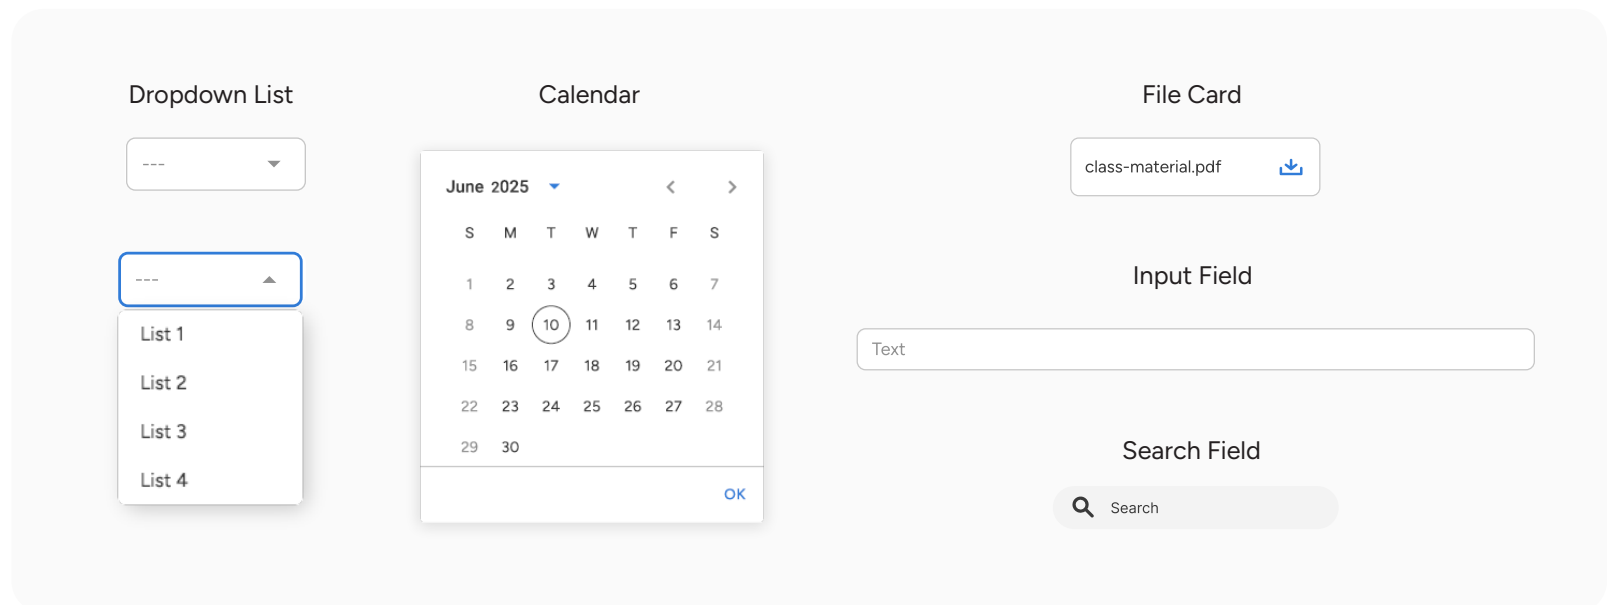 Dropdown List
---
---
List 1
List 2
List 3
List 4
Calendar
June 2025
S M T W T F S
1 2 3 4 5 6 7
8 9 10 11 12 13 14
15 16 17 18 19 20 21
22 23 24 25 26 27 28
29 30
OK
File Card
class-material.pdf
Input Field
Text
Search Field
Search